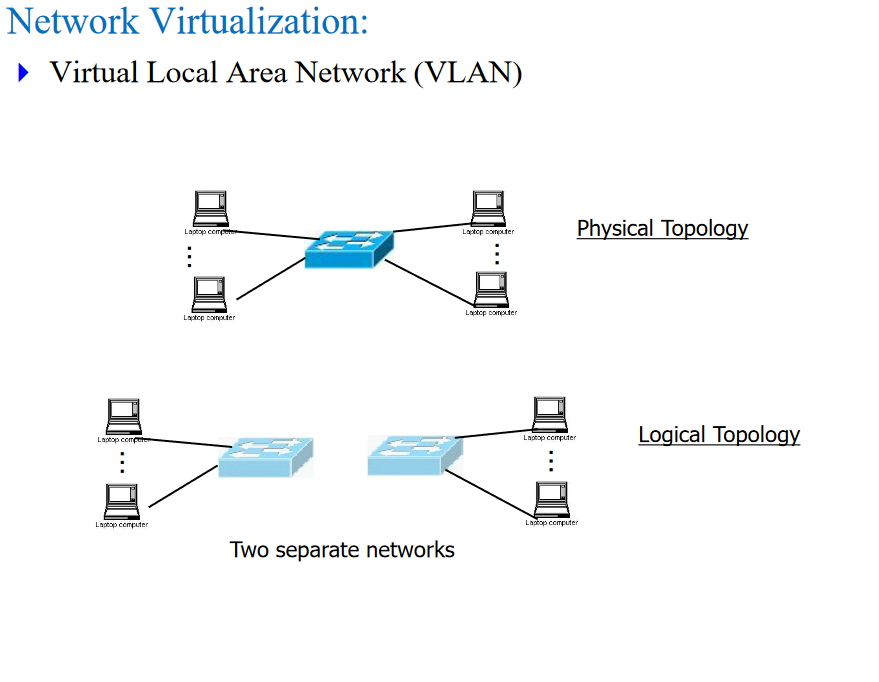 Network Virtualization:
Virtual Local Area Network (VLAN)
Laptop computer
Laptop computer
Physical Topology
Laptop computer
Laptop computer
Laptop computer
Laptop computer
Logical Topology
Laptop computer
Laptop computer
Two separate networks